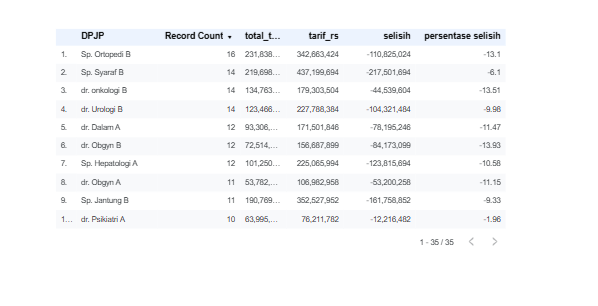 DPJP Record Count total_t... tarif_rs selisih persentase selisih
1. Sp. Ortopedi B 16 231,838... 342,663,424 -110,825,024 -13.1
2. Sp. Syaraf B 14 219,698... 437,199,694 -217,501,694 -6.1
3. dr. onkologi B 14 134,763... 179,303,504 -44,539,604 -13.51
4. dr. Urologi B 14 123,466... 227,788,384 -104,321,484 -9.98
5. dr. Dalam A 12 93,306,... 171,501,846 -78,195,246 -11.47
6. dr. Obgyn B 12 72,514,... 156,687,899 -84,173,099 -13.93
7. Sp. Hepatologi A 12 101,250... 225,065,994 -123,815,694 -10.58
8. dr. Obgyn A 11 53,782,... 106,982,958 -53,200,258 -11.15
9. Sp. Jantung B 11 190,769... 352,527,952 -161,758,852 -9.33
1... dr. Psikiatri A 10 63,995,... 76,211,782 -12,216,482 -1.96
1 - 35 / 35